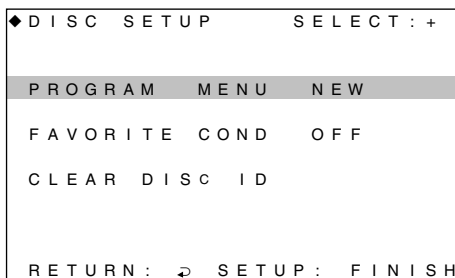 ◆DISC SETUP SELECT:+
PROGRAM MENU NEW
FAVORITE COND OFF
CLEAR DISC ID
RETURN: ⊋ SETUP: FINISH